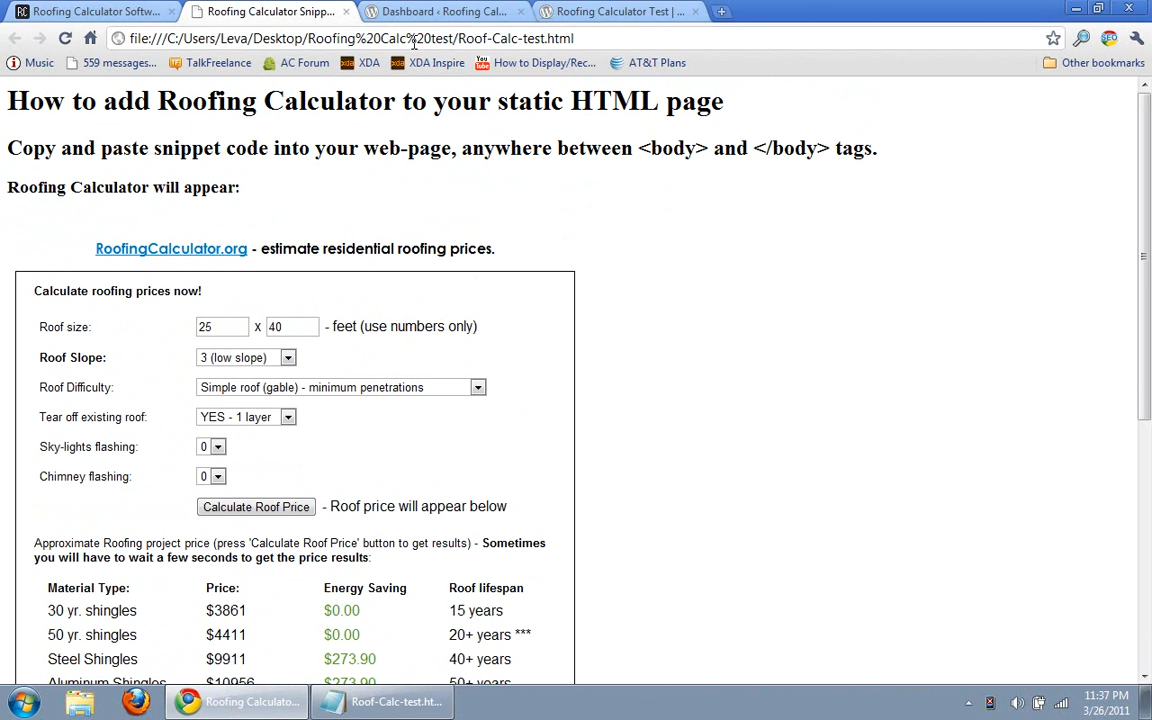 Roofing Calculator Softw...
Roofing Calculator Snipp...
Dashboard ‹ Roofing Cal...
Roofing Calculator Test | ...
file:///C:/Users/Leva/Desktop/Roofing%20Calc%20test/Roof-Calc-test.html
Music
559 messages...
TalkFreelance
AC Forum
XDA
XDA Inspire
How to Display/Rec...
AT&T Plans
Other bookmarks
How to add Roofing Calculator to your static HTML page
Copy and paste snippet code into your web-page, anywhere between <body> and </body> tags.
Roofing Calculator will appear:
RoofingCalculator.org - estimate residential roofing prices.
Calculate roofing prices now!
Roof size: 25 x 40 - feet (use numbers only)
Roof Slope: 3 (low slope)
Roof Difficulty: Simple roof (gable) - minimum penetrations
Tear off existing roof: YES - 1 layer
Sky-lights flashing: 0
Chimney flashing: 0
Calculate Roof Price - Roof price will appear below
Approximate Roofing project price (press 'Calculate Roof Price' button to get results) - Sometimes
you will have to wait a few seconds to get the price results:
Material Type: Price: Energy Saving Roof lifespan
30 yr. shingles $3861 $0.00 15 years
50 yr. shingles $4411 $0.00 20+ years ***
Steel Shingles $9911 $273.90 40+ years
Aluminum Shingles $10956 $273.90 50+ years
Roofing Calculato...
Roof-Calc-test.ht...
11:37 PM
3/26/2011